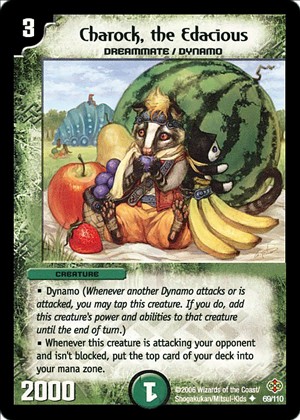 3
Charock, the Edacious
DREAMMATE / DYNAMO
CREATURE
▪ Dynamo (Whenever another Dynamo attacks or is
attacked, you may tap this creature. If you do, add
this creature's power and abilities to that creature
until the end of turn.)
▪ Whenever this creature is attacking your opponent
and isn't blocked, put the top card of your deck into
your mana zone.
2000
1
©2006 Wizards of the Coast/
Shogakukan/Mitsui-Kids ♦ 69/110